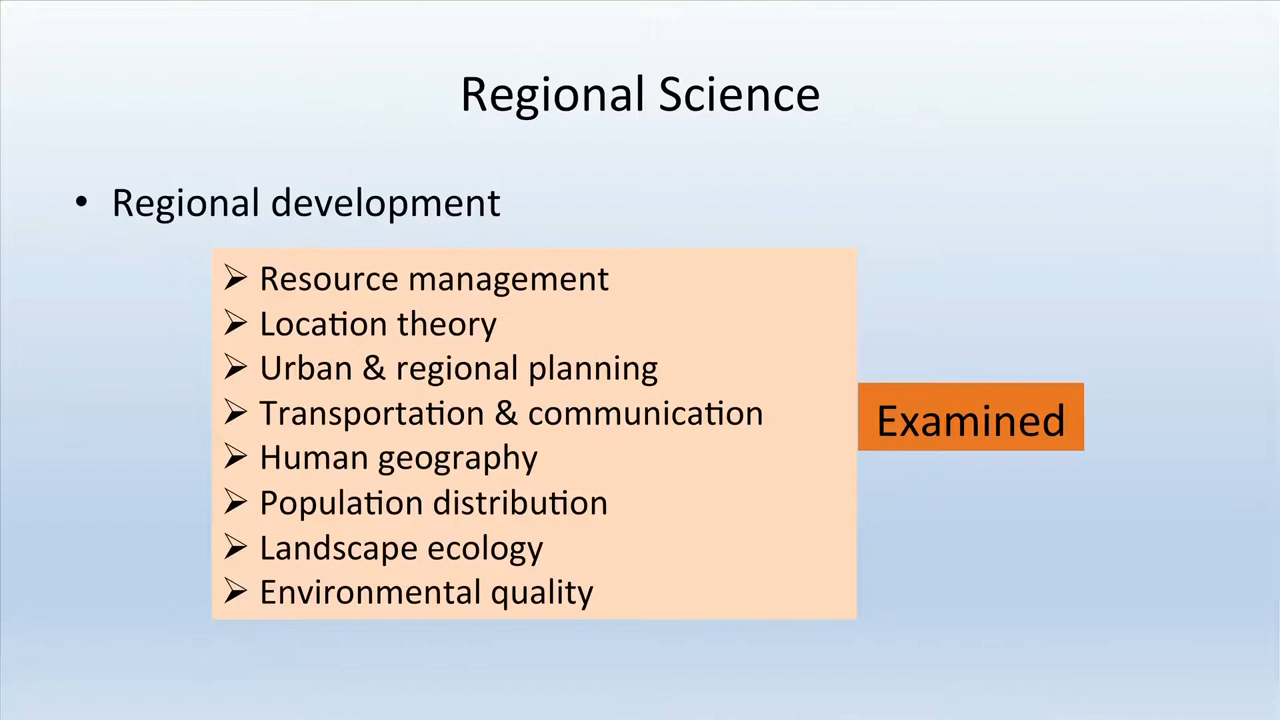 Regional Science
• Regional development
➢ Resource management
➢ Location theory
➢ Urban & regional planning
➢ Transportation & communication
➢ Human geography
➢ Population distribution
➢ Landscape ecology
➢ Environmental quality
Examined